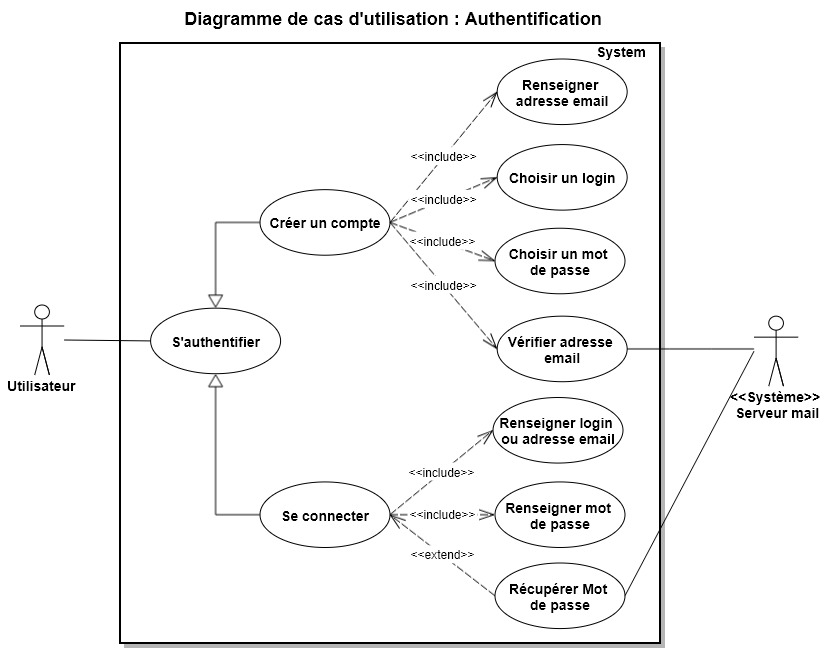 Diagramme de cas d'utilisation : Authentification
System
Renseigner
adresse email
<<include>>
Choisir un login
<<include>>
Créer un compte
<<include>>
Choisir un mot
de passe
<<include>>
S'authentifier
Vérifier adresse
email
Utilisateur
<<Système>>
Serveur mail
Renseigner login
ou adresse email
<<include>>
Se connecter
<<include>>
Renseigner mot
de passe
<<extend>>
Récupérer Mot
de passe